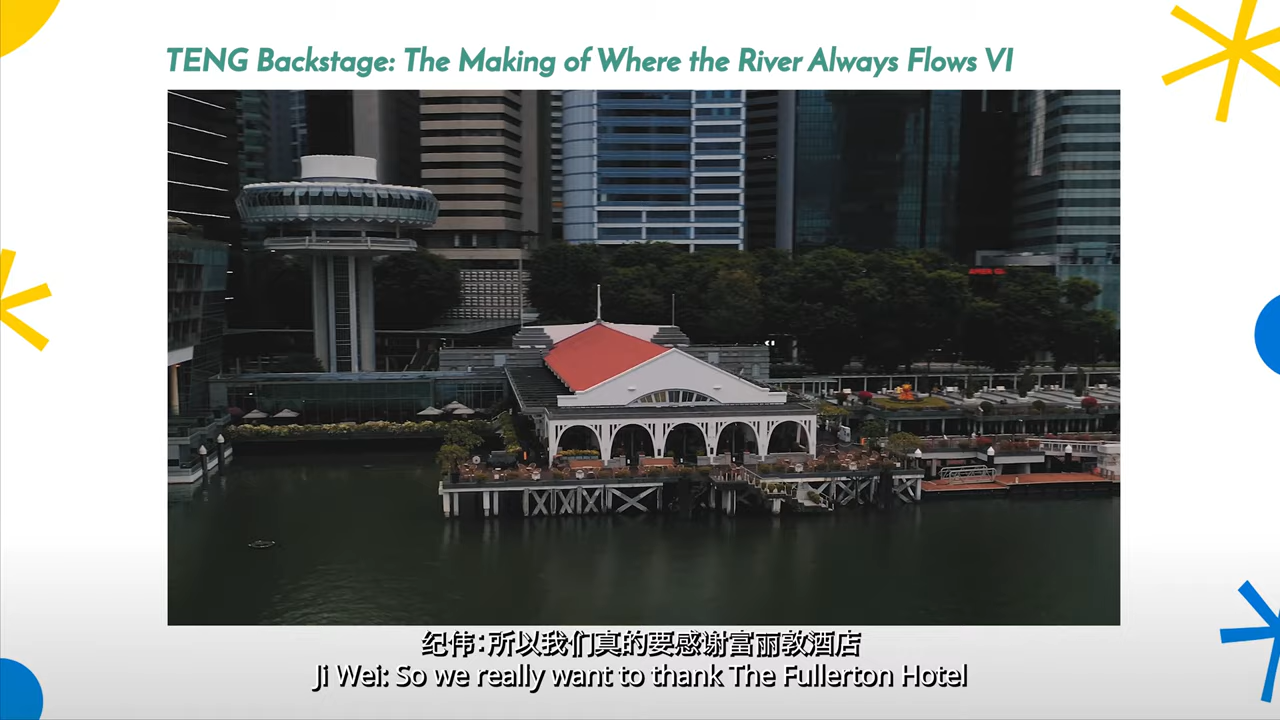 TENG Backstage: The Making of Where the River Always Flows VI
纪伟：所以我们真的要感谢富丽敦酒店
Ji Wei: So we really want to thank The Fullerton Hotel